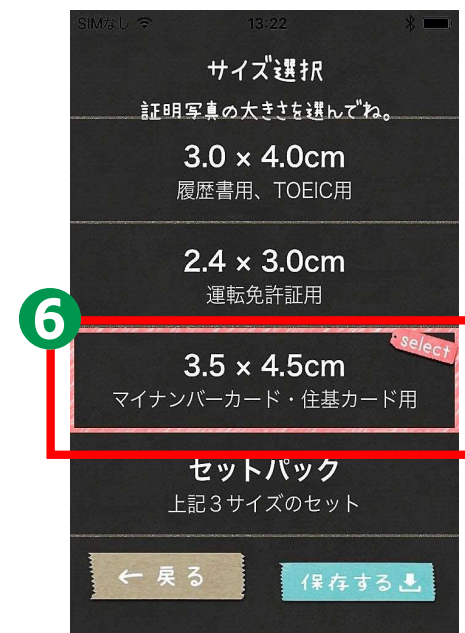 SIMなし 13:22
サイズ選択
証明写真の大きさを選んでね。
3.0 × 4.0cm
履歴書用、TOEIC用
2.4 × 3.0cm
運転免許証用
6
select
3.5 × 4.5cm
マイナンバーカード・住基カード用
セットパック
上記3サイズのセット
← 戻る 保存する